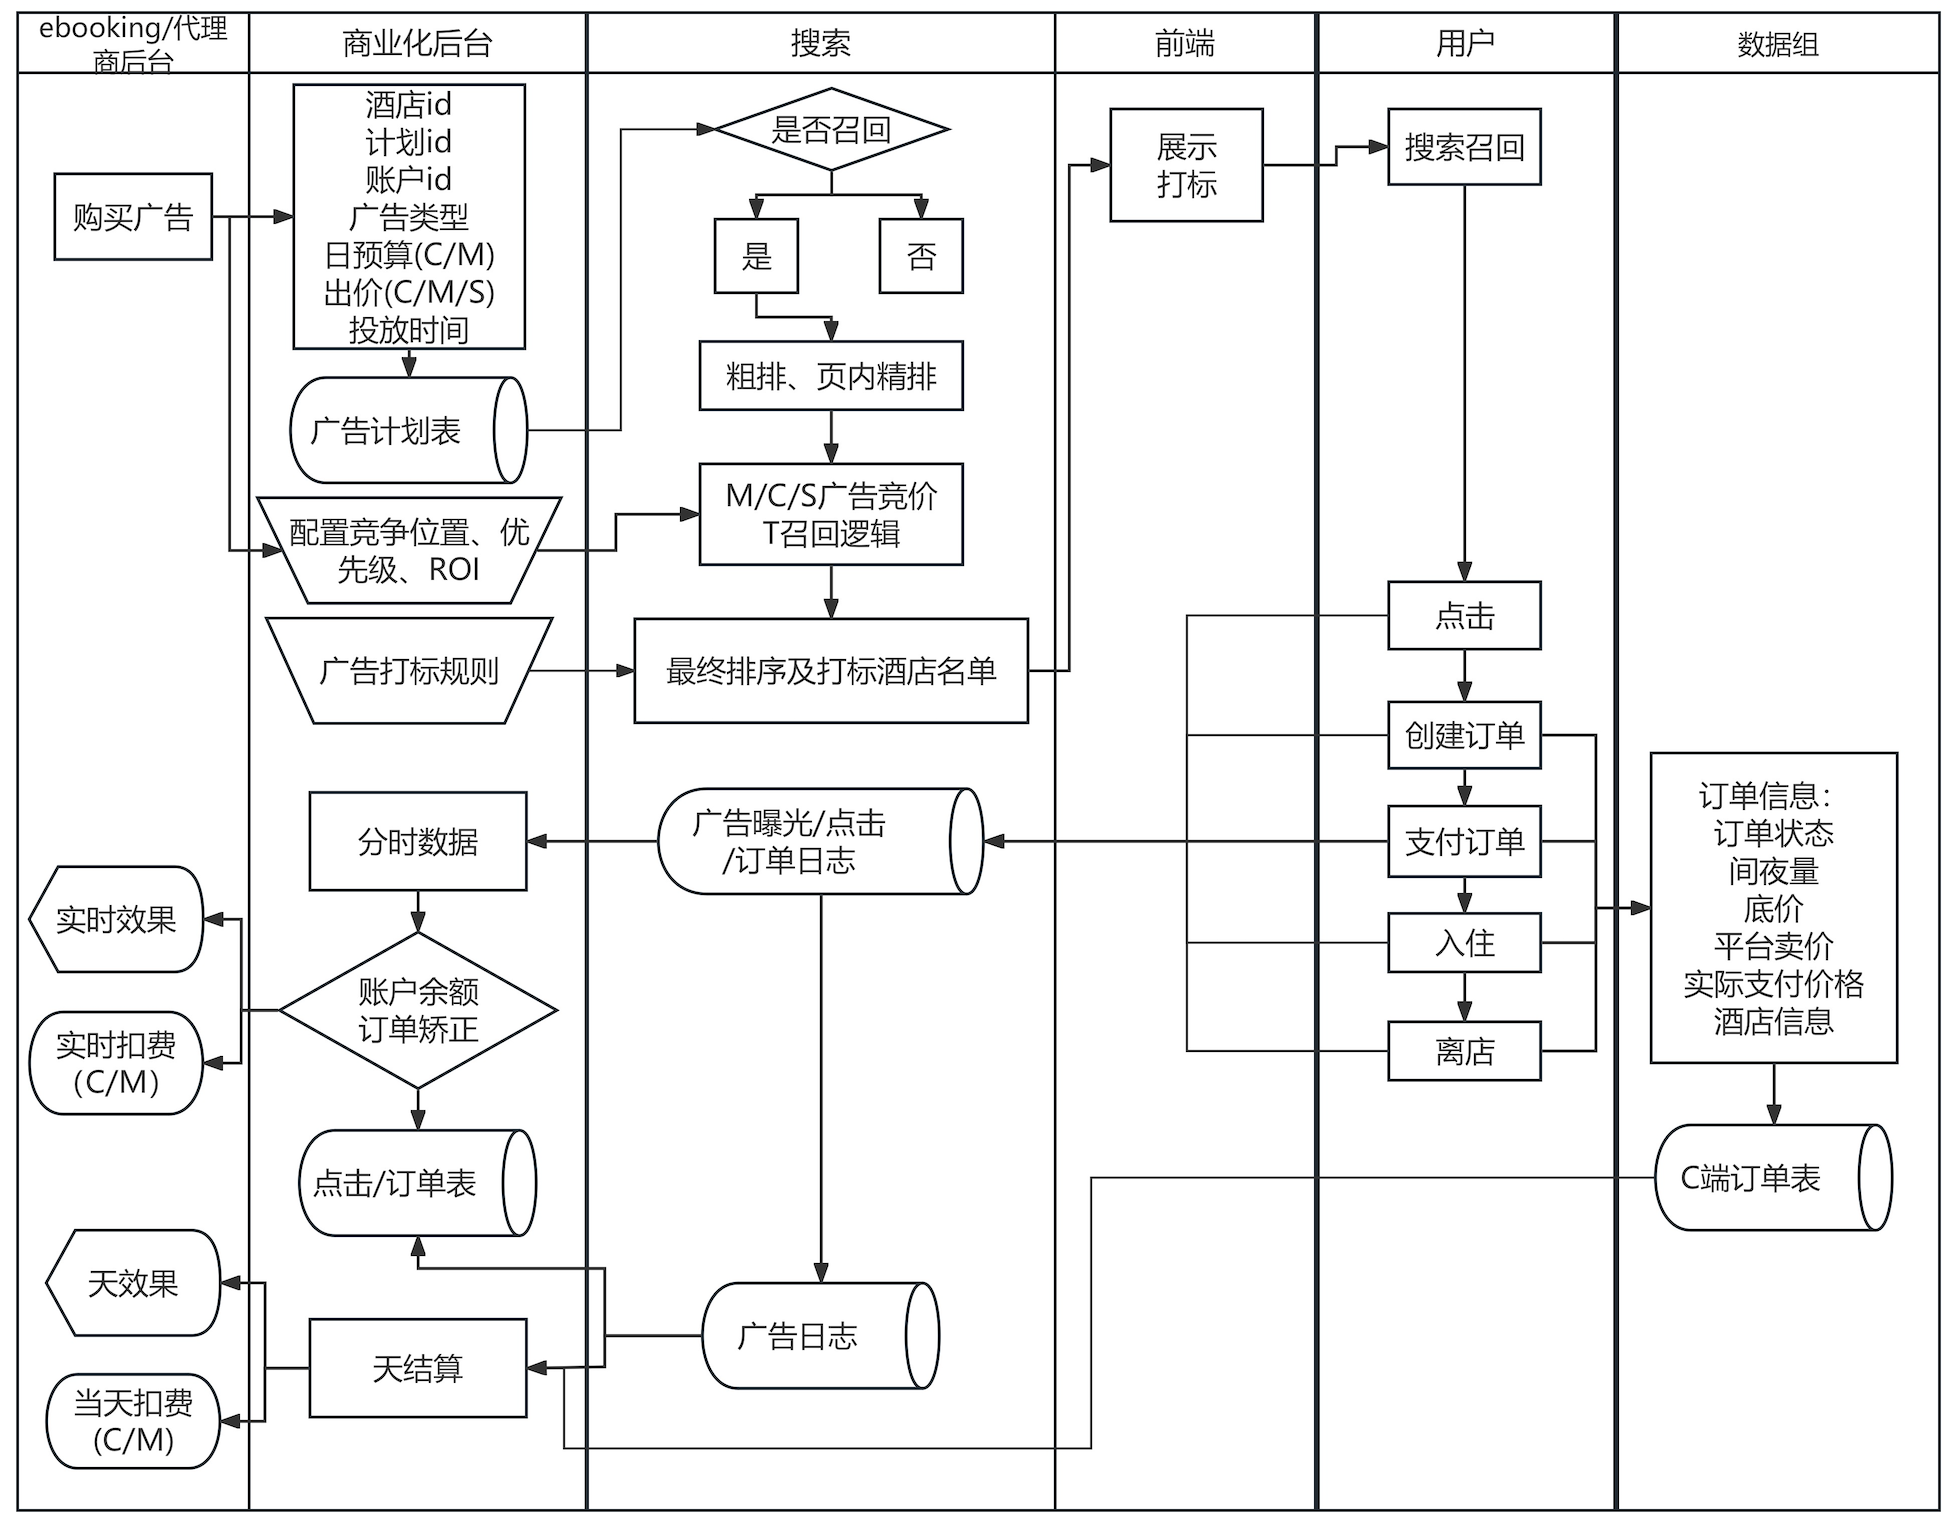 ebooking/代理
商后台
商业化后台
搜索
前端
用户
数据组
购买广告
酒店id
计划id
账户id
广告类型
日预算(C/M)
出价(C/M/S)
投放时间
广告计划表
配置竞争位置、优
先级、ROI
广告打标规则
是否召回
是
否
粗排、页内精排
M/C/S广告竞价
T召回逻辑
最终排序及打标酒店名单
展示
打标
搜索召回
点击
创建订单
支付订单
入住
离店
订单信息：
订单状态
间夜量
底价
平台卖价
实际支付价格
酒店信息
C端订单表
广告曝光/点击
/订单日志
分时数据
账户余额
订单矫正
实时效果
实时扣费
(C/M)
点击/订单表
广告日志
天结算
天效果
当天扣费
(C/M)